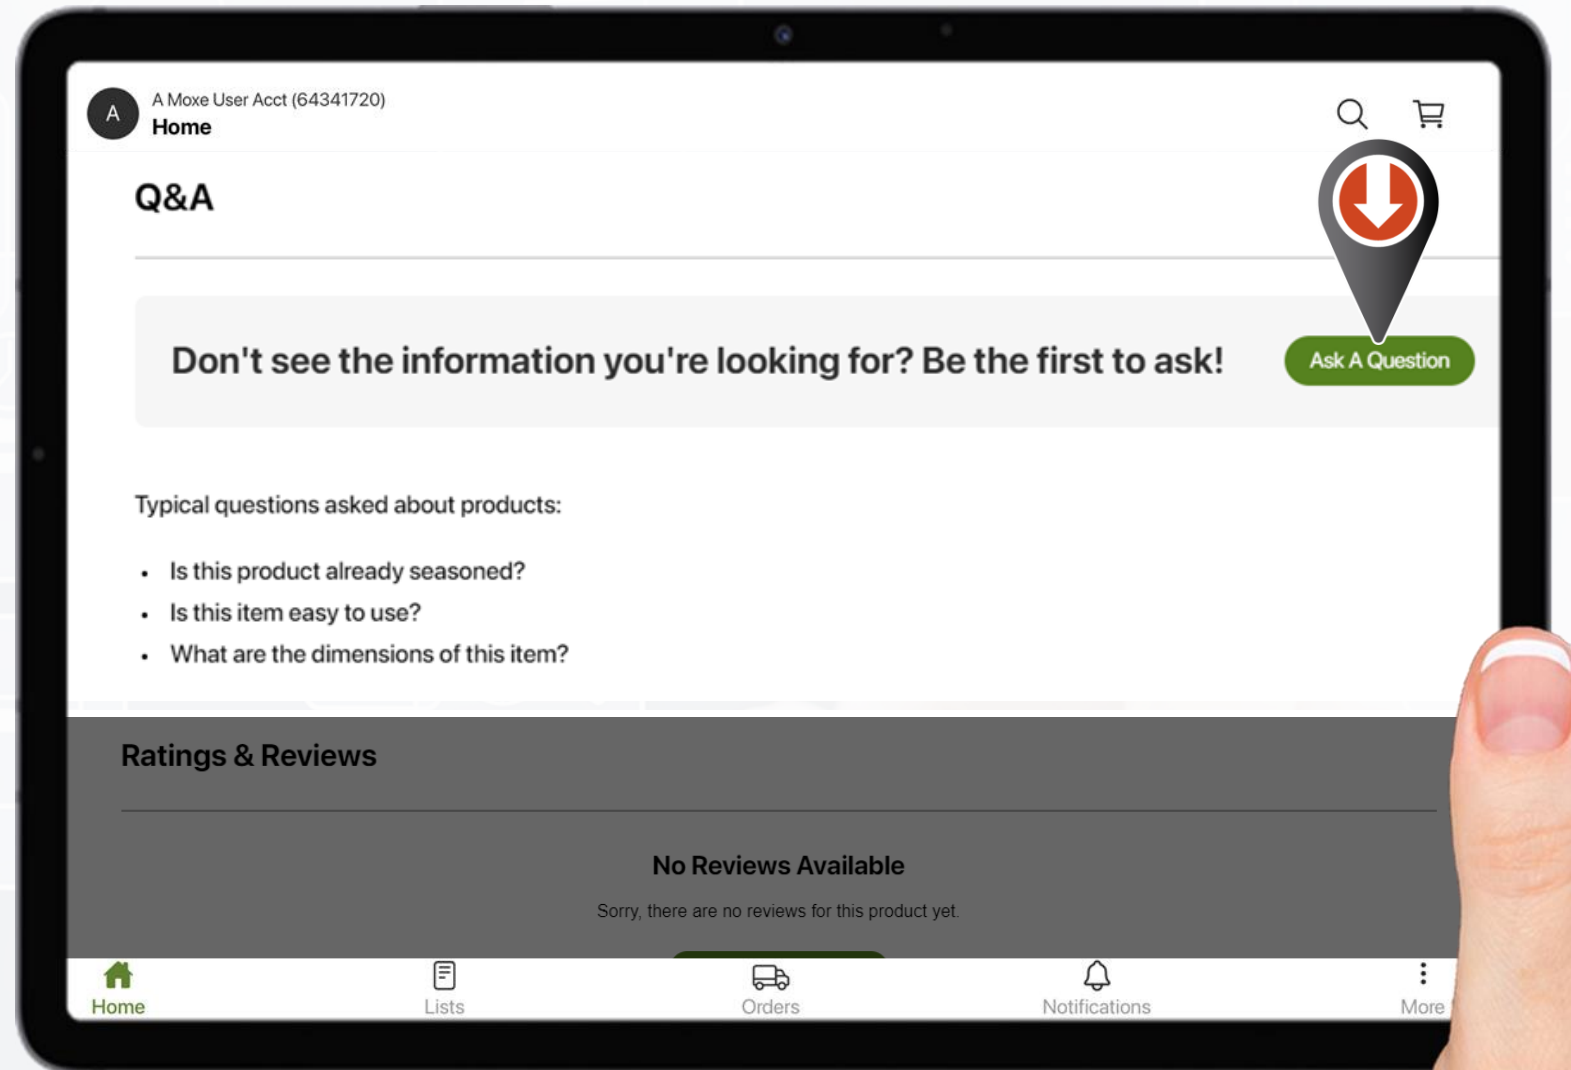 A
A Moxe User Acct (64341720)
Home
Q&A
Don't see the information you're looking for? Be the first to ask!
Ask A Question
Typical questions asked about products:
• Is this product already seasoned?
• Is this item easy to use?
• What are the dimensions of this item?
Ratings & Reviews
No Reviews Available
Sorry, there are no reviews for this product yet.
Home
Lists
Orders
Notifications
More